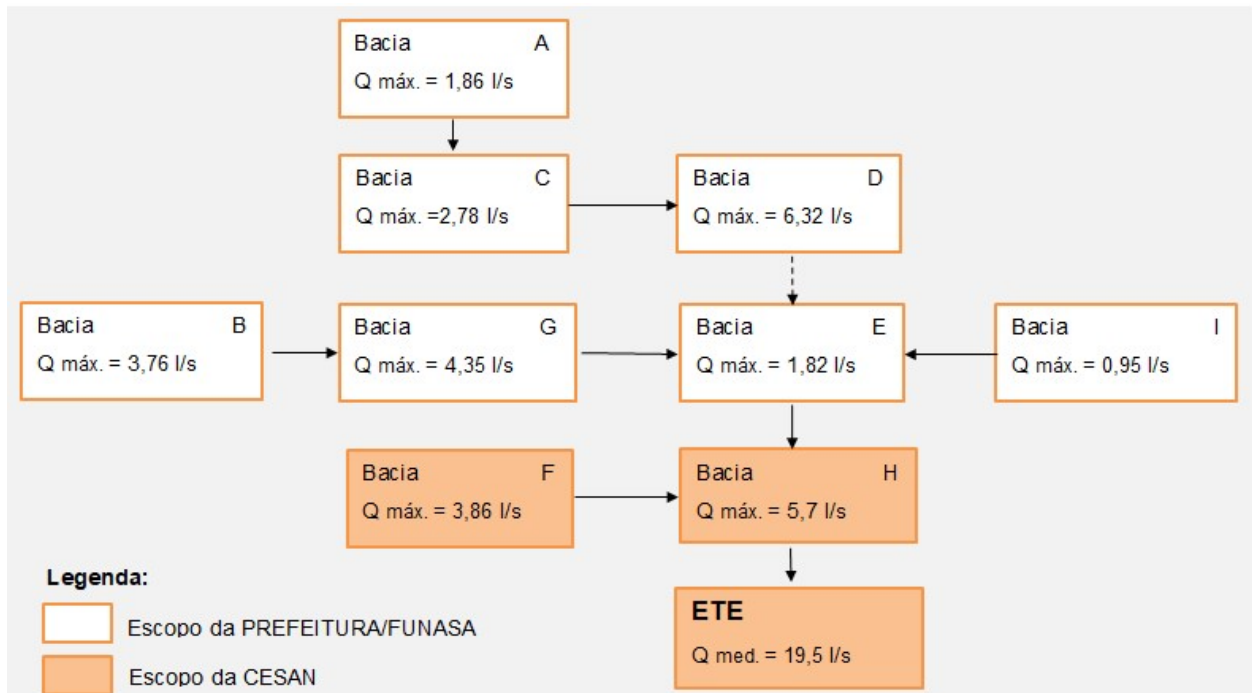 Bacia A
Q máx. = 1,86 l/s
Bacia C
Q máx. =2,78 l/s
Bacia D
Q máx. = 6,32 l/s
Bacia B
Q máx. = 3,76 l/s
Bacia G
Q máx. = 4,35 l/s
Bacia E
Q máx. = 1,82 l/s
Bacia I
Q máx. = 0,95 l/s
Bacia F
Q máx. = 3,86 l/s
Bacia H
Q máx. = 5,7 l/s
Legenda:
Escopo da PREFEITURA/FUNASA
Escopo da CESAN
ETE
Q med. = 19,5 l/s